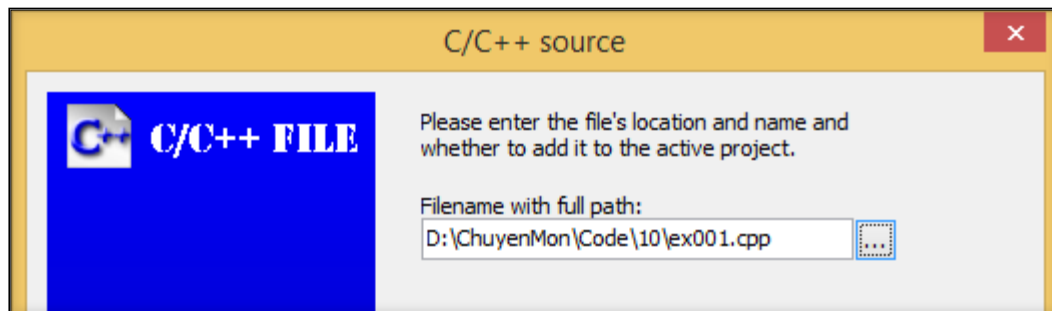 C/C++ source
C++ C/C++ FILE
Please enter the file's location and name and
whether to add it to the active project.
Filename with full path:
D:\ChuyenMon\Code\10\ex001.cpp
...